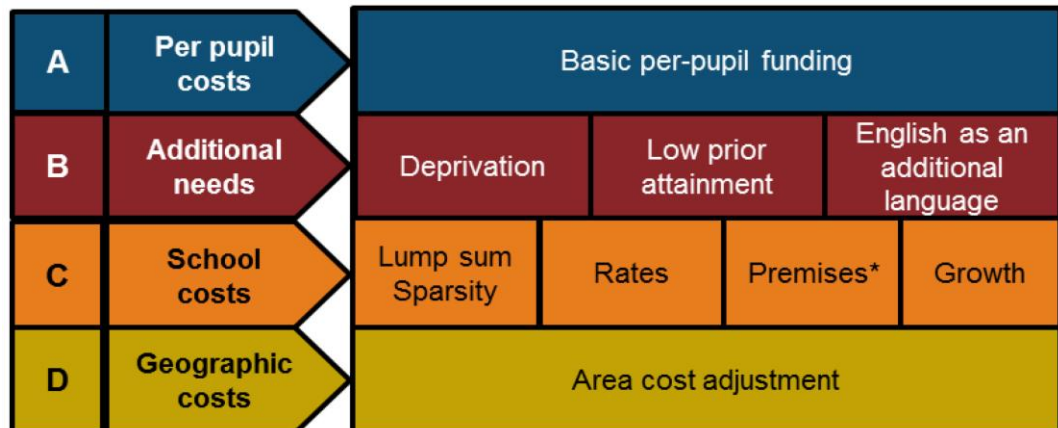 A
Per pupil
costs
Basic per-pupil funding
B
Additional
needs
Deprivation
Low prior
attainment
English as an
additional
language
C
School
costs
Lump sum
Sparsity
Rates
Premises*
Growth
D
Geographic
costs
Area cost adjustment